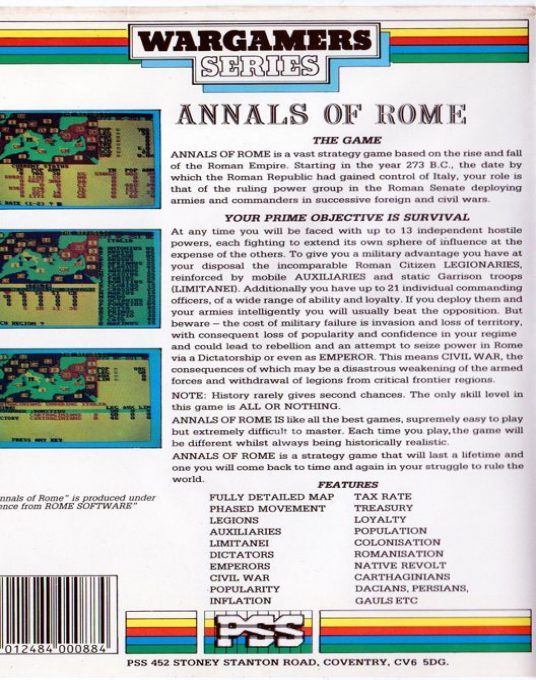 WARGAMERS
SERIES
ANNALS OF ROME
THE GAME
ANNALS OF ROME is a vast strategy game based on the rise and fall
of the Roman Empire. Starting in the year 273 B.C., the date by
which the Roman Republic had gained control of Italy, your role is
that of the ruling power group in the Roman Senate deploying
armies and commanders in successive foreign and civil wars.
YOUR PRIME OBJECTIVE IS SURVIVAL
At any time you will be faced with up to 13 independent hostile
powers, each fighting to extend its own sphere of influence at the
expense of the others. To give you a military advantage you have at
your disposal the incomparable Roman Citizen LEGIONARIES,
reinforced by mobile AUXILIARIES and static Garrison troops
(LIMITANEI). Additionally you have up to 21 individual commanding
officers, of a wide range of ability and loyalty. If you deploy them and
your armies intelligently you will usually beat the opposition. But
beware – the cost of military failure is invasion and loss of territory,
with consequent loss of popularity and confidence in your regime
and could lead to rebellion and an attempt to seize power in Rome
via a Dictatorship or even as EMPEROR. This means CIVIL WAR, the
consequences of which may be a disastrous weakening of the armed
forces and withdrawal of legions from critical frontier regions.
NOTE: History rarely gives second chances. The only skill level in
this game is ALL OR NOTHING.
ANNALS OF ROME IS like all the best games, supremely easy to play
but extremely difficult to master. Each time you play, the game will
be different whilst always being historically realistic.
ANNALS OF ROME is a strategy game that will last a lifetime and
one you will come back to time and again in your struggle to rule the
world.
nnals of Rome" is produced under
ence from ROME SOFTWARE"
FEATURES
FULLY DETAILED MAP TAX RATE
PHASED MOVEMENT TREASURY
LEGIONS LOYALTY
AUXILIARIES POPULATION
LIMITANEI COLONISATION
DICTATORS ROMANISATION
EMPERORS NATIVE REVOLT
CIVIL WAR CARTHAGINIANS
POPULARITY DACIANS, PERSIANS,
INFLATION GAULS ETC
PRESS ANY KEY
012484 000884
PSS
PSS 452 STONEY STANTON ROAD, COVENTRY, CV6 5DG.